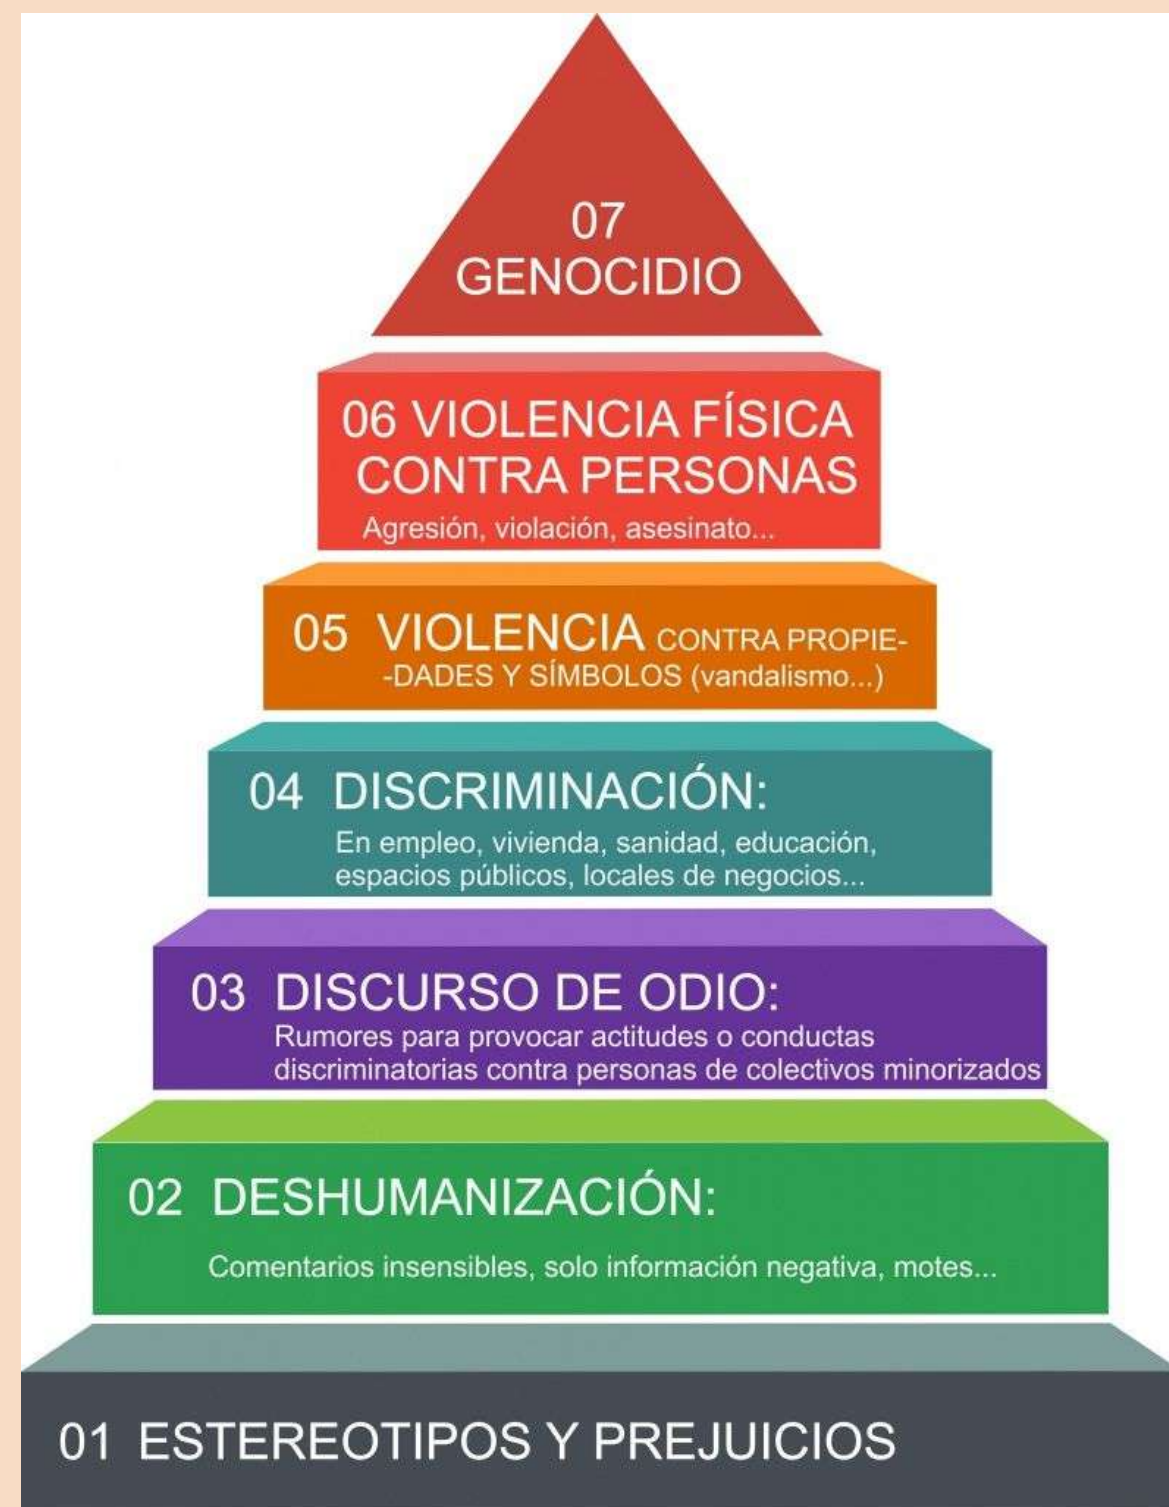 07
GENOCIDIO
06 VIOLENCIA FÍSICA
CONTRA PERSONAS
Agresión, violación, asesinato...
05 VIOLENCIA CONTRA PROPIE-
-DADES Y SÍMBOLOS (vandalismo...)
04 DISCRIMINACIÓN:
En empleo, vivienda, sanidad, educación,
espacios públicos, locales de negocios...
03 DISCURSO DE ODIO:
Rumores para provocar actitudes o conductas
discriminatorias contra personas de colectivos minorizados
02 DESHUMANIZACIÓN:
Comentarios insensibles, solo información negativa, motes...
01 ESTEREOTIPOS Y PREJUICIOS